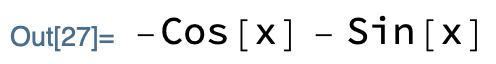 Out[27]= -Cos[x] - Sin[x]